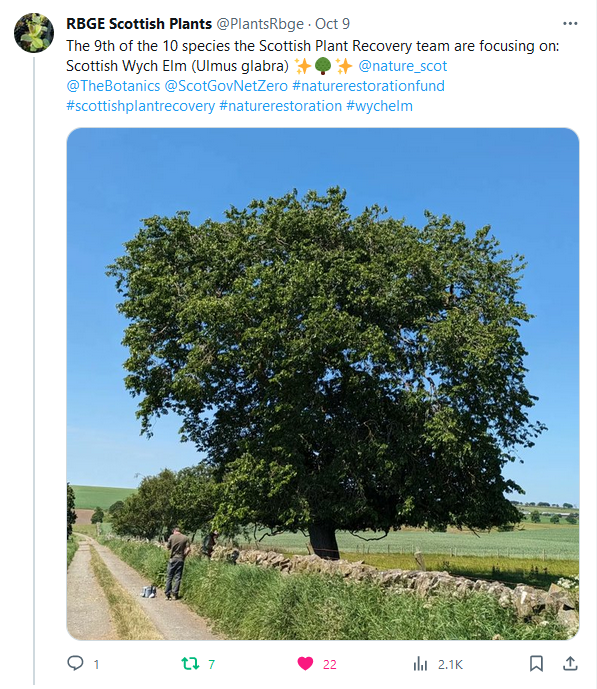 RBGE Scottish Plants @PlantsRbge · Oct 9
The 9th of the 10 species the Scottish Plant Recovery team are focusing on:
Scottish Wych Elm (Ulmus glabra) ✨🌳✨ @nature_scot
@TheBotanics @ScotGovNetZero #naturerestorationfund
#scottishplantrecovery #naturerestoration #wychelm
1 7 22 2.1K